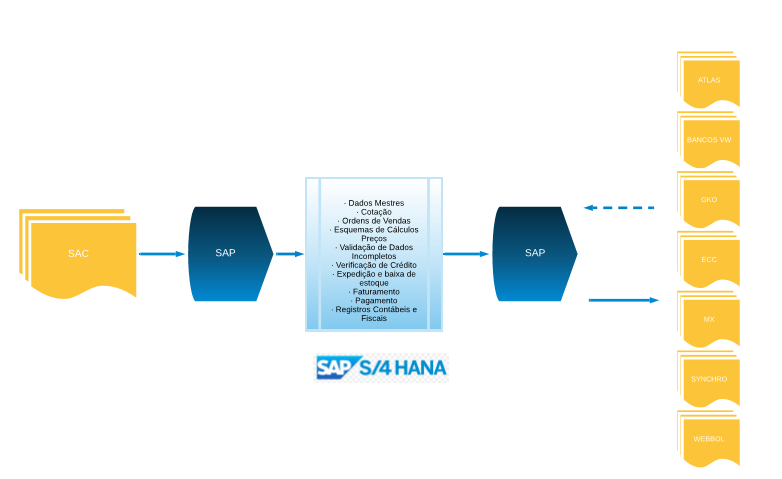 SAC
SAP
· Dados Mestres
· Cotação
· Ordens de Vendas
· Esquemas de Cálculos
Preços
· Validação de Dados
Incompletos
· Verificação de Crédito
· Expedição e baixa de
estoque
· Faturamento
· Pagamento
· Registros Contábeis e
Fiscais
SAP S/4 HANA
SAP
ATLAS
BANCOS VW
GKO
ECC
MX
SYNCHRO
WEBBOL